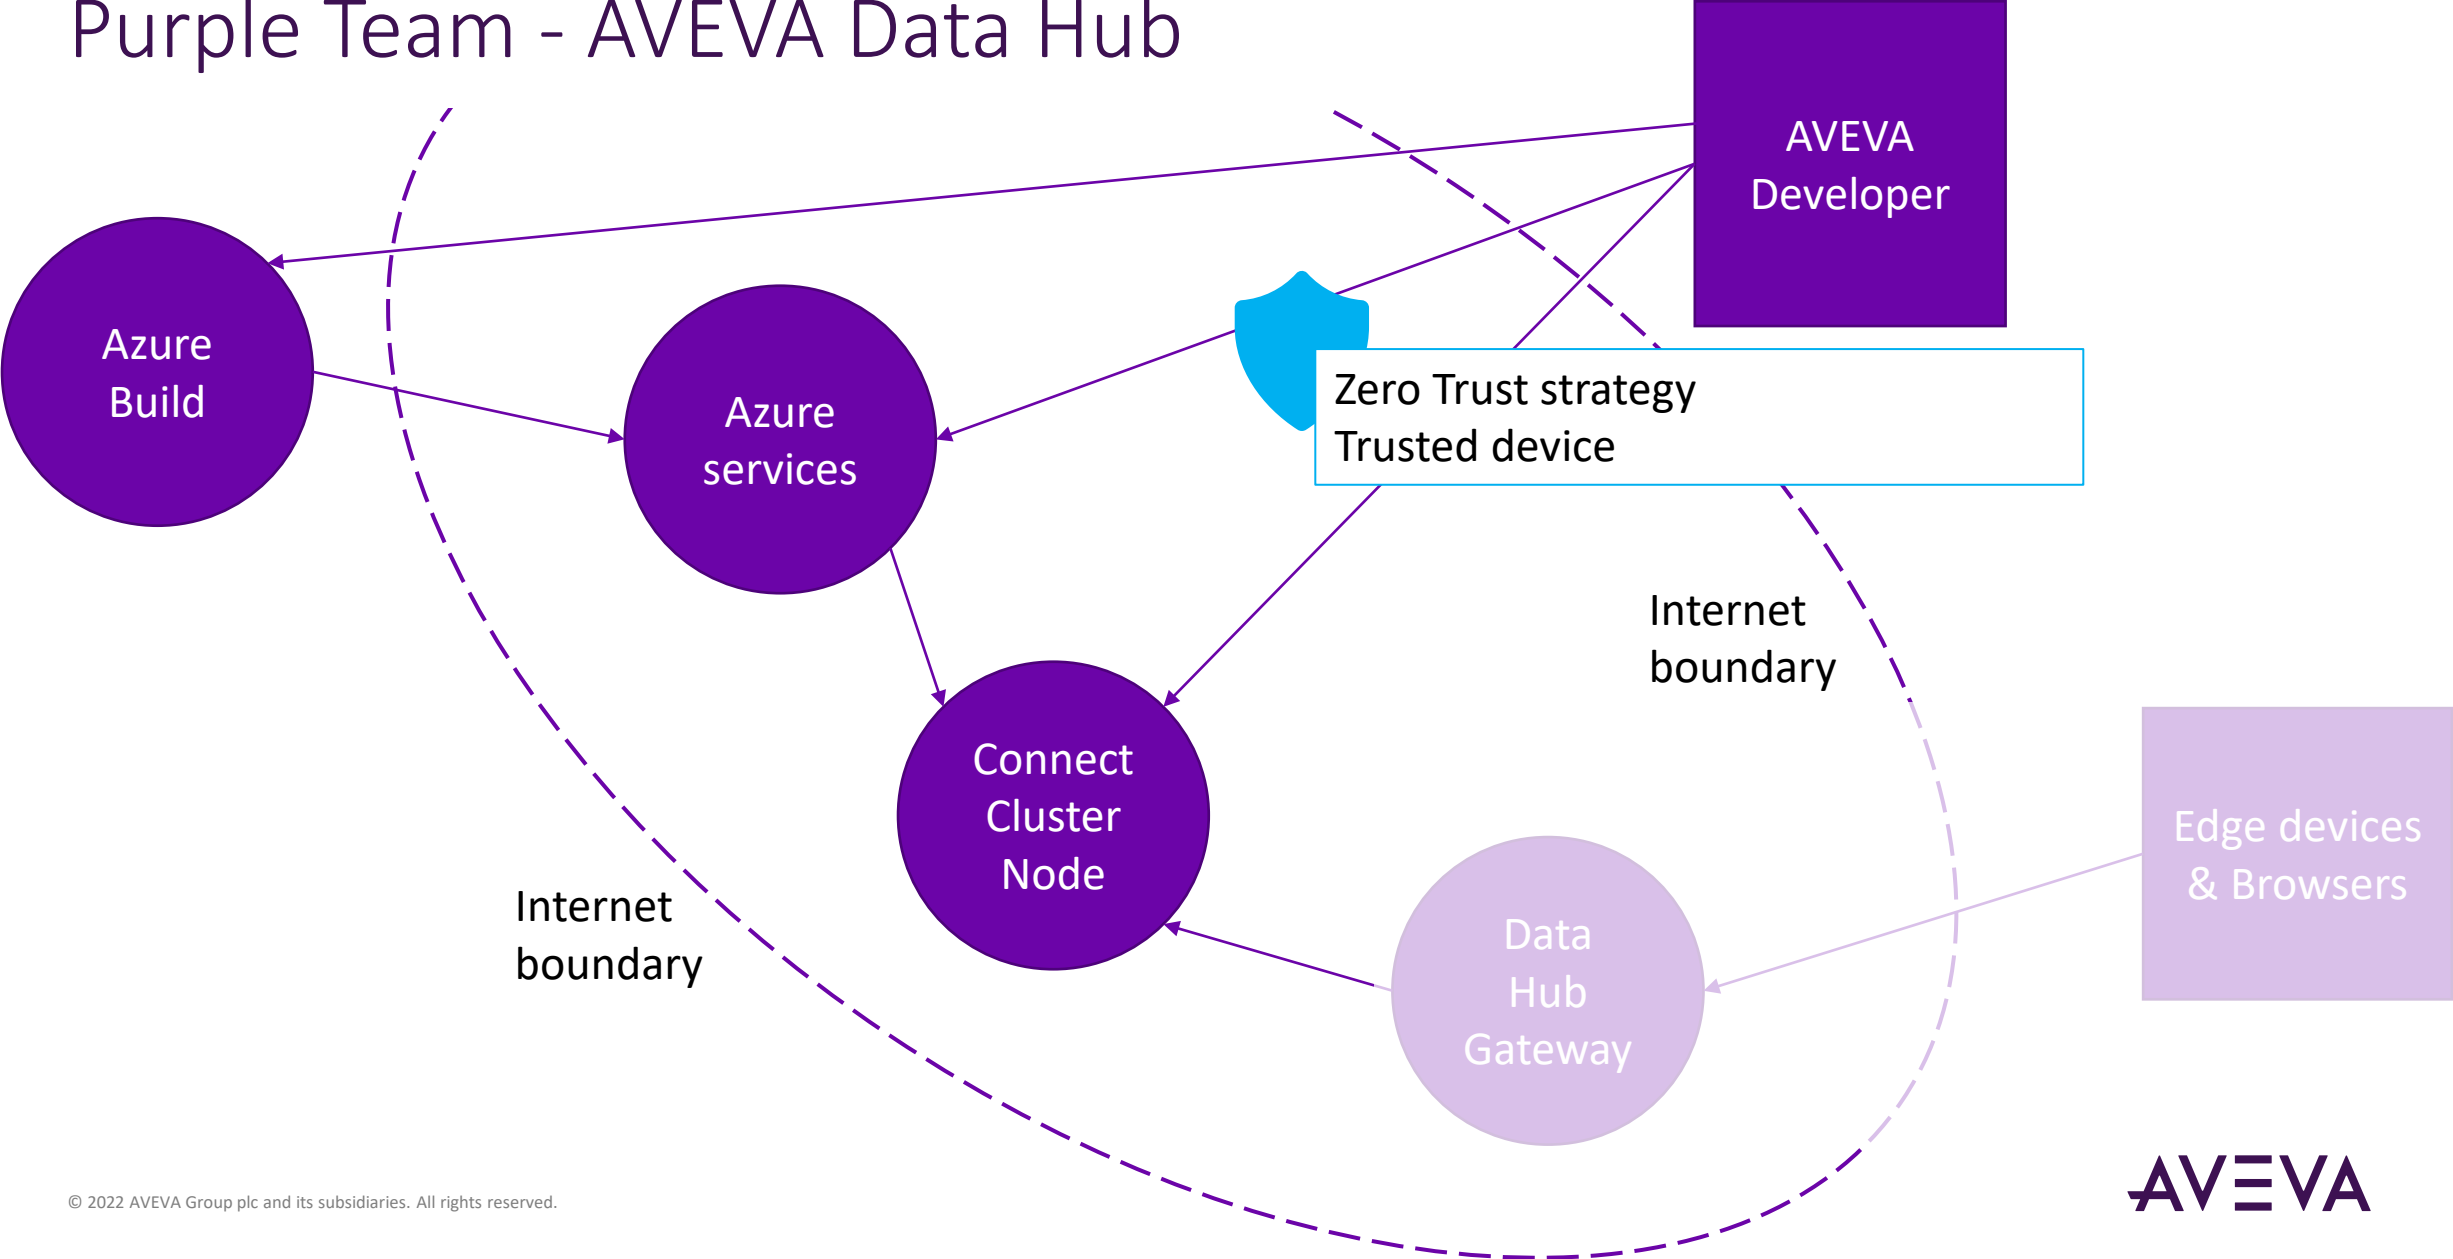 Purple Team - AVEVA Data Hub
AVEVA
Developer
Azure
Build
Azure
services
Zero Trust strategy
Trusted device
Internet
boundary
Connect
Cluster
Node
Edge devices
& Browsers
Internet
boundary
Data
Hub
Gateway
© 2022 AVEVA Group plc and its subsidiaries. All rights reserved.
AVEVA